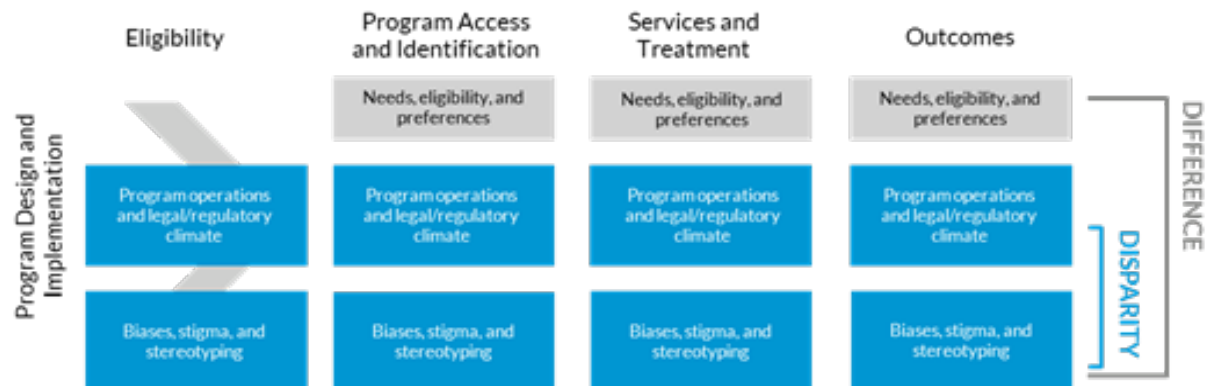 Eligibility
Program Access
and Identification
Services and
Treatment
Outcomes
Program Design and
Implementation
Needs, eligibility, and
preferences
Needs, eligibility, and
preferences
Needs, eligibility, and
preferences
Program operations
and legal/regulatory
climate
Program operations
and legal/regulatory
climate
Program operations
and legal/regulatory
climate
Program operations
and legal/regulatory
climate
Biases, stigma, and
stereotyping
Biases, stigma, and
stereotyping
Biases, stigma, and
stereotyping
Biases, stigma, and
stereotyping
DISPARITY
DIFFERENCE